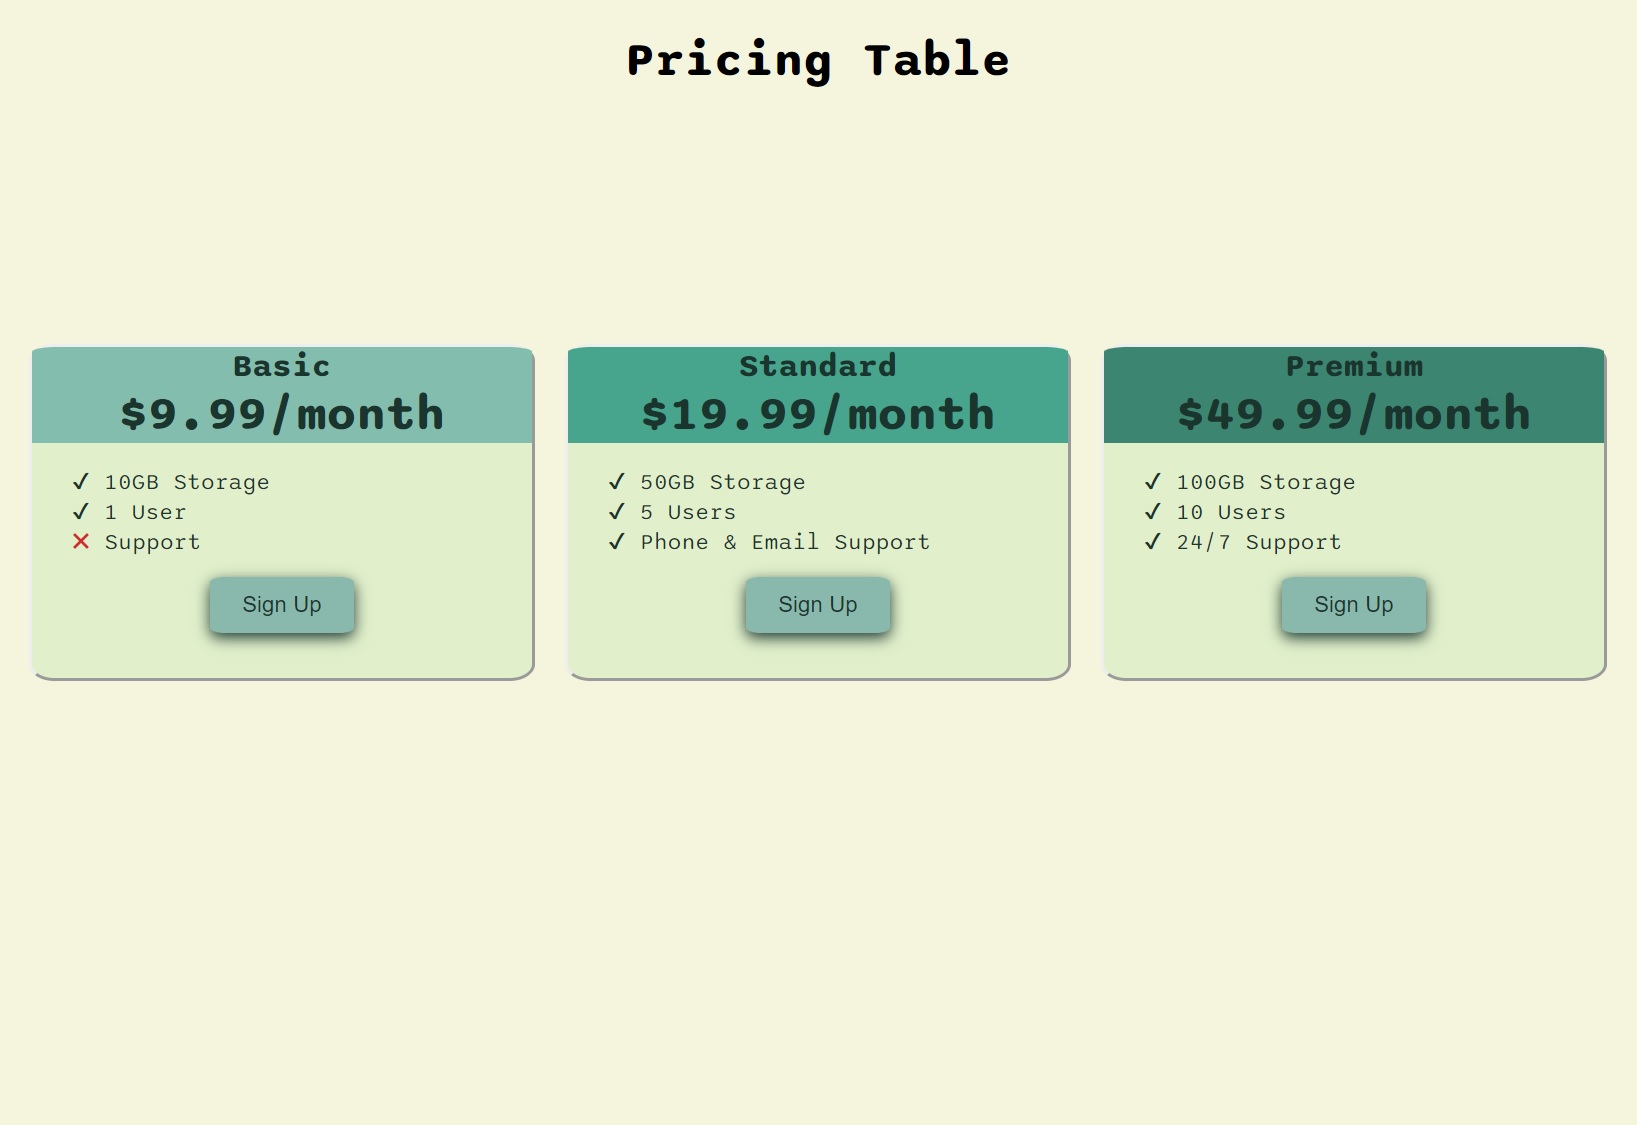 Pricing Table
Basic
$9.99/month
✓ 10GB Storage
✓ 1 User
✕ Support
Sign Up
Standard
$19.99/month
✓ 50GB Storage
✓ 5 Users
✓ Phone & Email Support
Sign Up
Premium
$49.99/month
✓ 100GB Storage
✓ 10 Users
✓ 24/7 Support
Sign Up